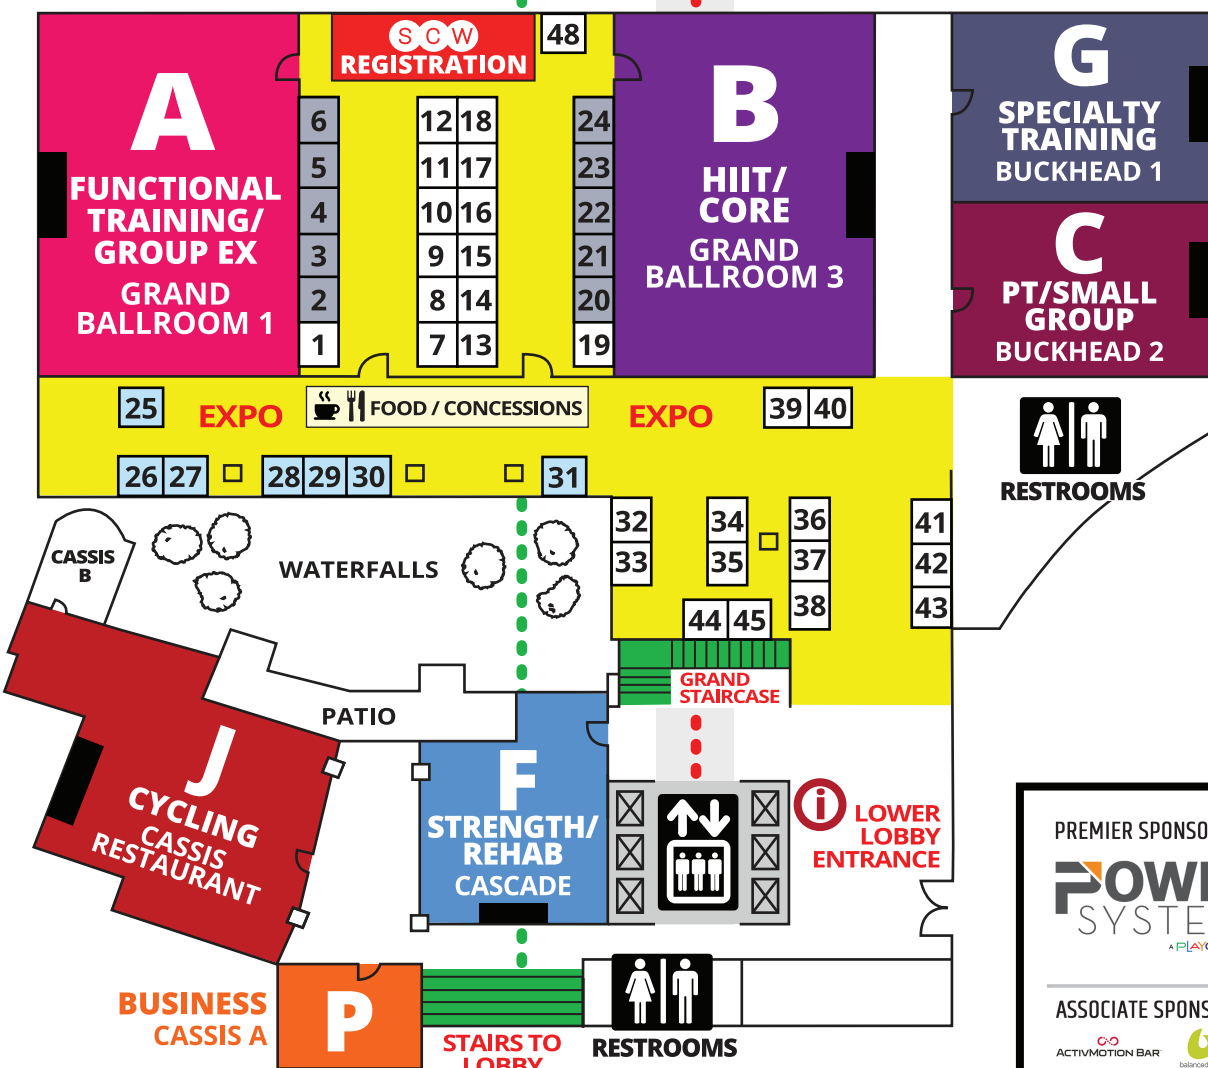 A
FUNCTIONAL
TRAINING/
GROUP EX
GRAND
BALLROOM 1
SCW
REGISTRATION
48
6
5
4
3
2
1
12 18
11 17
10 16
9 15
8 14
7 13
24
23
22
21
20
19
B
HIIT/
CORE
GRAND
BALLROOM 3
G
SPECIALTY
TRAINING
BUCKHEAD 1
C
PT/SMALL
GROUP
BUCKHEAD 2
25
EXPO
FOOD / CONCESSIONS
EXPO
39 40
26 27
28 29 30
31
RESTROOMS
32
33
34
35
36
37
38
41
42
43
44 45
CASSIS
B
WATERFALLS
GRAND
STAIRCASE
PATIO
J
CYCLING
CASSIS
RESTAURANT
F
STRENGTH/
REHAB
CASCADE
i
LOWER
LOBBY
ENTRANCE
BUSINESS
CASSIS A
P
STAIRS TO
LOBBY
RESTROOMS
PREMIER SPONSO
POWE
SYSTE
A PLAY
ASSOCIATE SPONS
ACTIVMOTION BAR
balanced